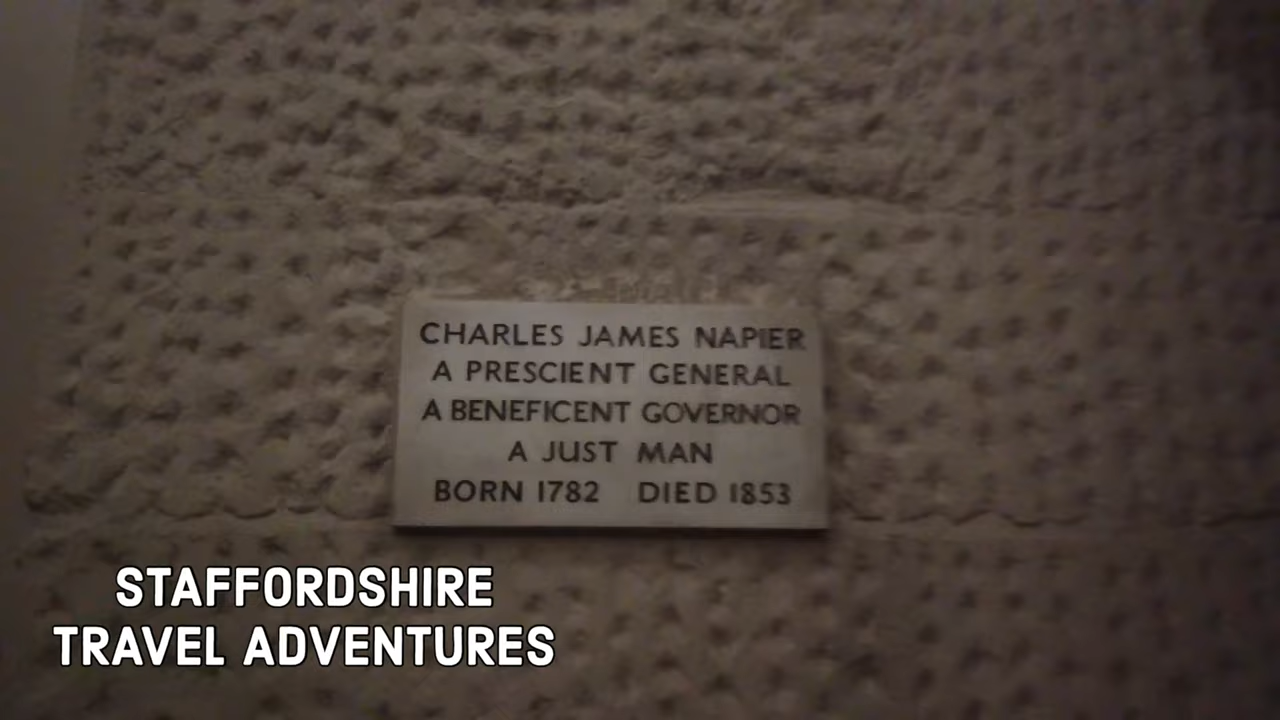 CHARLES JAMES NAPIER
A PRESCIENT GENERAL
A BENEFICENT GOVERNOR
A JUST MAN
BORN 1782 DIED 1853
STAFFORDSHIRE
TRAVEL ADVENTURES